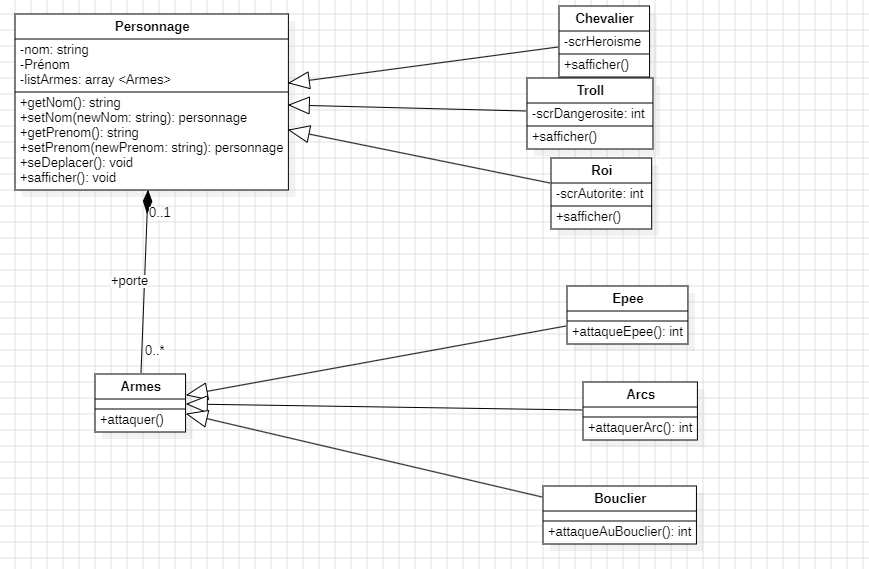 Personnage
-nom: string
-Prénom
-listArmes: array <Armes>
+getNom(): string
+setNom(newNom: string): personnage
+getPrenom(): string
+setPrenom(newPrenom: string): personnage
+seDeplacer(): void
+safficher(): void
Chevalier
-scrHeroisme
+safficher()
Troll
-scrDangerosite: int
+safficher()
Roi
-scrAutorite: int
+safficher()
0..1
+porte
0..*
Armes
+attaquer()
Epee
+attaqueEpee(): int
Arcs
+attaquerArc(): int
Bouclier
+attaqueAuBouclier(): int